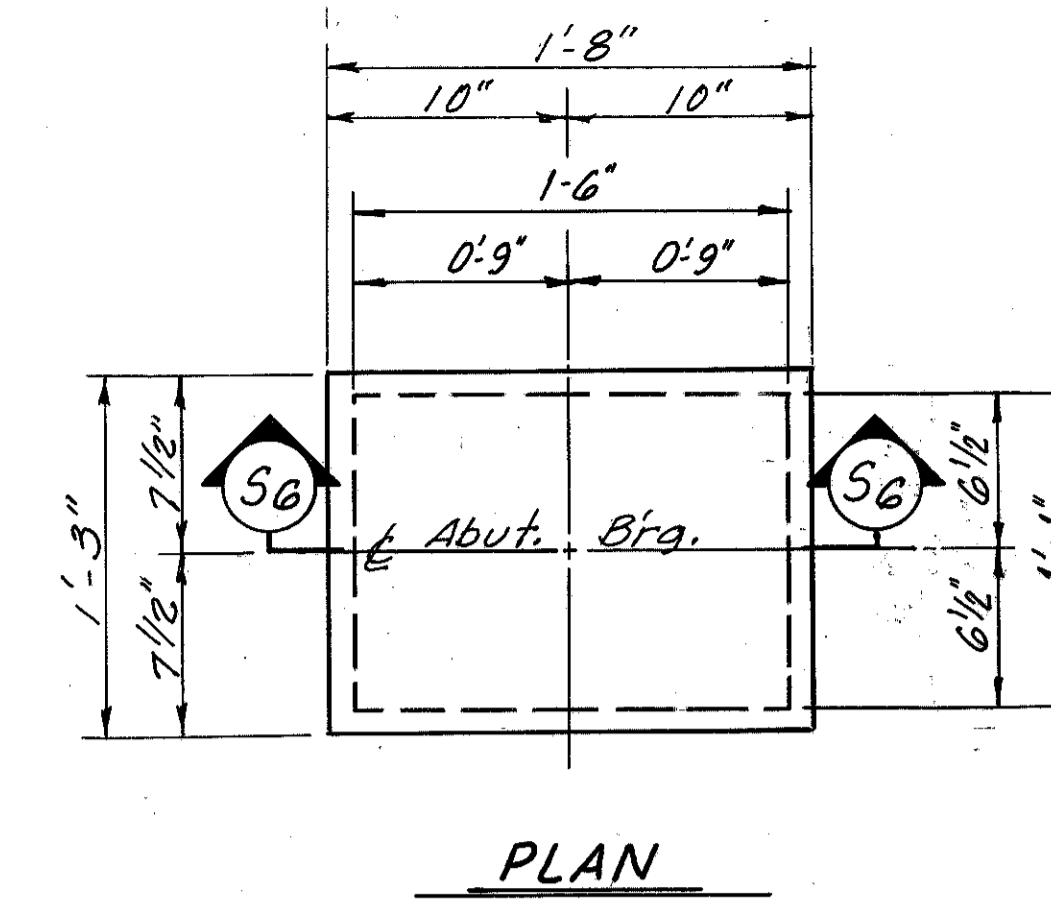 1'-8"
10" 10"
1-6"
0'-9" 0'-9"
7 1/2" 6 1/2"
S6 S6
1'-3"
℄ Abut. Brg.
7 1/2" 6 1/2"
PLAN